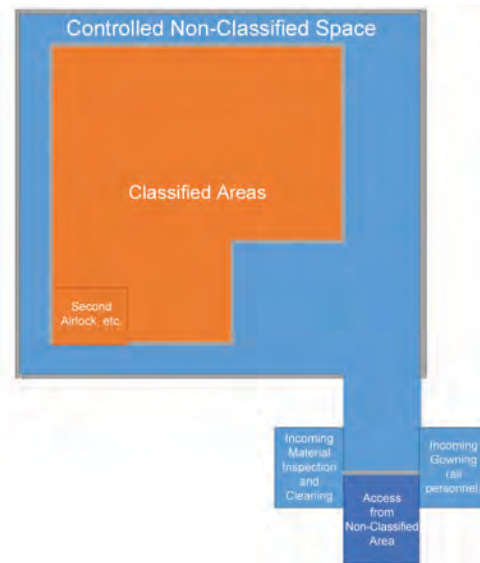 Controlled Non-Classified Space
Classified Areas
Second
Airlock, etc.
Incoming
Material
Inspection
and
Cleaning
Incoming
Gowning
(all
personnel)
Access
from
Non-Classified
Area